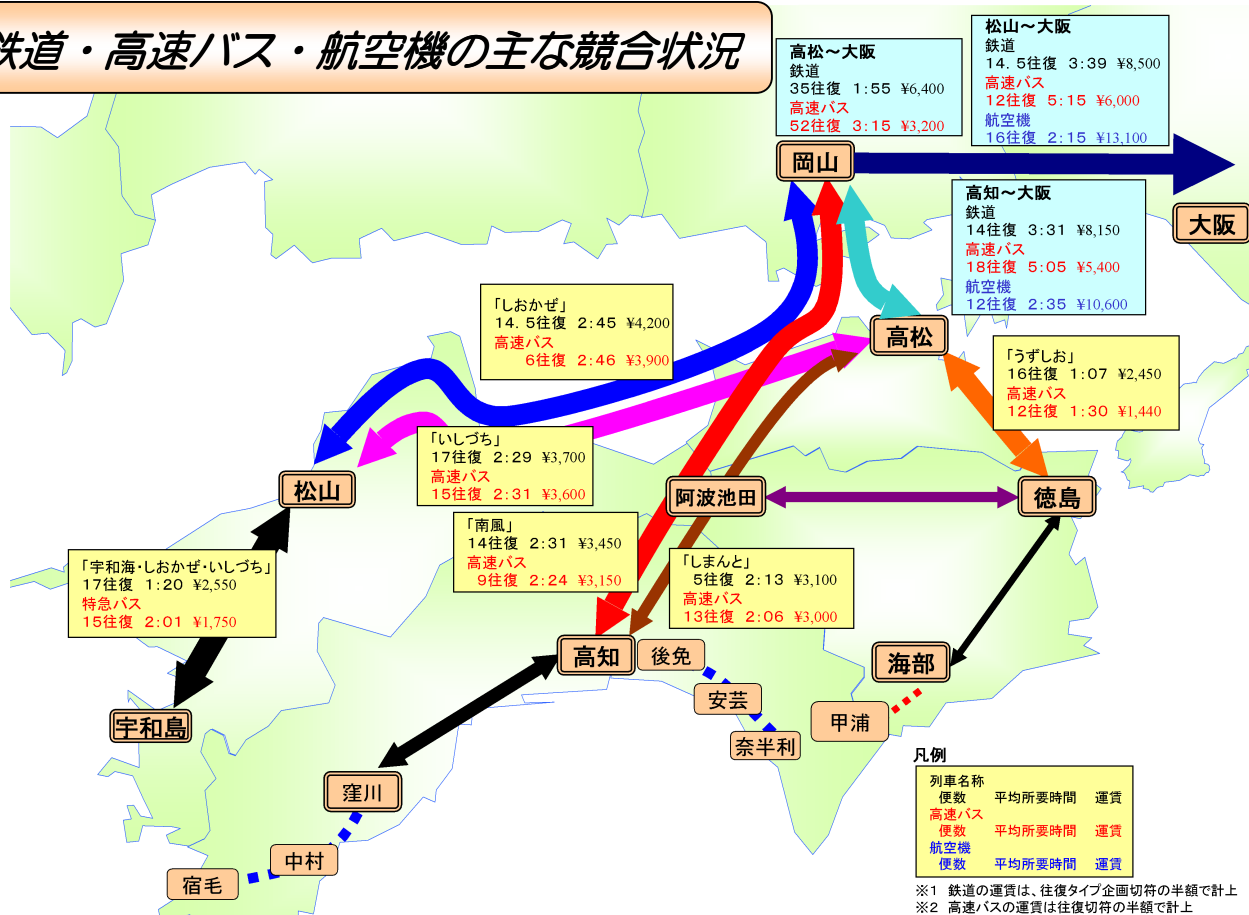 鉄道・高速バス・航空機の主な競合状況
高松～大阪
鉄道
35往復 1:55 ¥6,400
高速バス
52往復 3:15 ¥3,200
松山～大阪
鉄道
14.5往復 3:39 ¥8,500
高速バス
12往復 5:15 ¥6,000
航空機
16往復 2:15 ¥13,100
岡山
大阪
高知～大阪
鉄道
14往復 3:31 ¥8,150
高速バス
18往復 5:05 ¥5,400
航空機
12往復 2:35 ¥10,600
「しおかぜ」
14.5往復 2:45 ¥4,200
高速バス
6往復 2:46 ¥3,900
高松
「うずしお」
16往復 1:07 ¥2,450
高速バス
12往復 1:30 ¥1,440
「いしづち」
17往復 2:29 ¥3,700
高速バス
15往復 2:31 ¥3,600
松山
阿波池田
徳島
「南風」
14往復 2:31 ¥3,450
高速バス
9往復 2:24 ¥3,150
「しまんと」
5往復 2:13 ¥3,100
高速バス
13往復 2:06 ¥3,000
「宇和海・しおかぜ・いしづち」
17往復 1:20 ¥2,550
特急バス
15往復 2:01 ¥1,750
高知
後免
海部
安芸
甲浦
宇和島
奈半利
窪川
中村
宿毛
凡例
列車名称
便数 平均所要時間 運賃
高速バス
便数 平均所要時間 運賃
航空機
便数 平均所要時間 運賃
※1 鉄道の運賃は、往復タイプ企画切符の半額で計上
※2 高速バスの運賃は往復切符の半額で計上